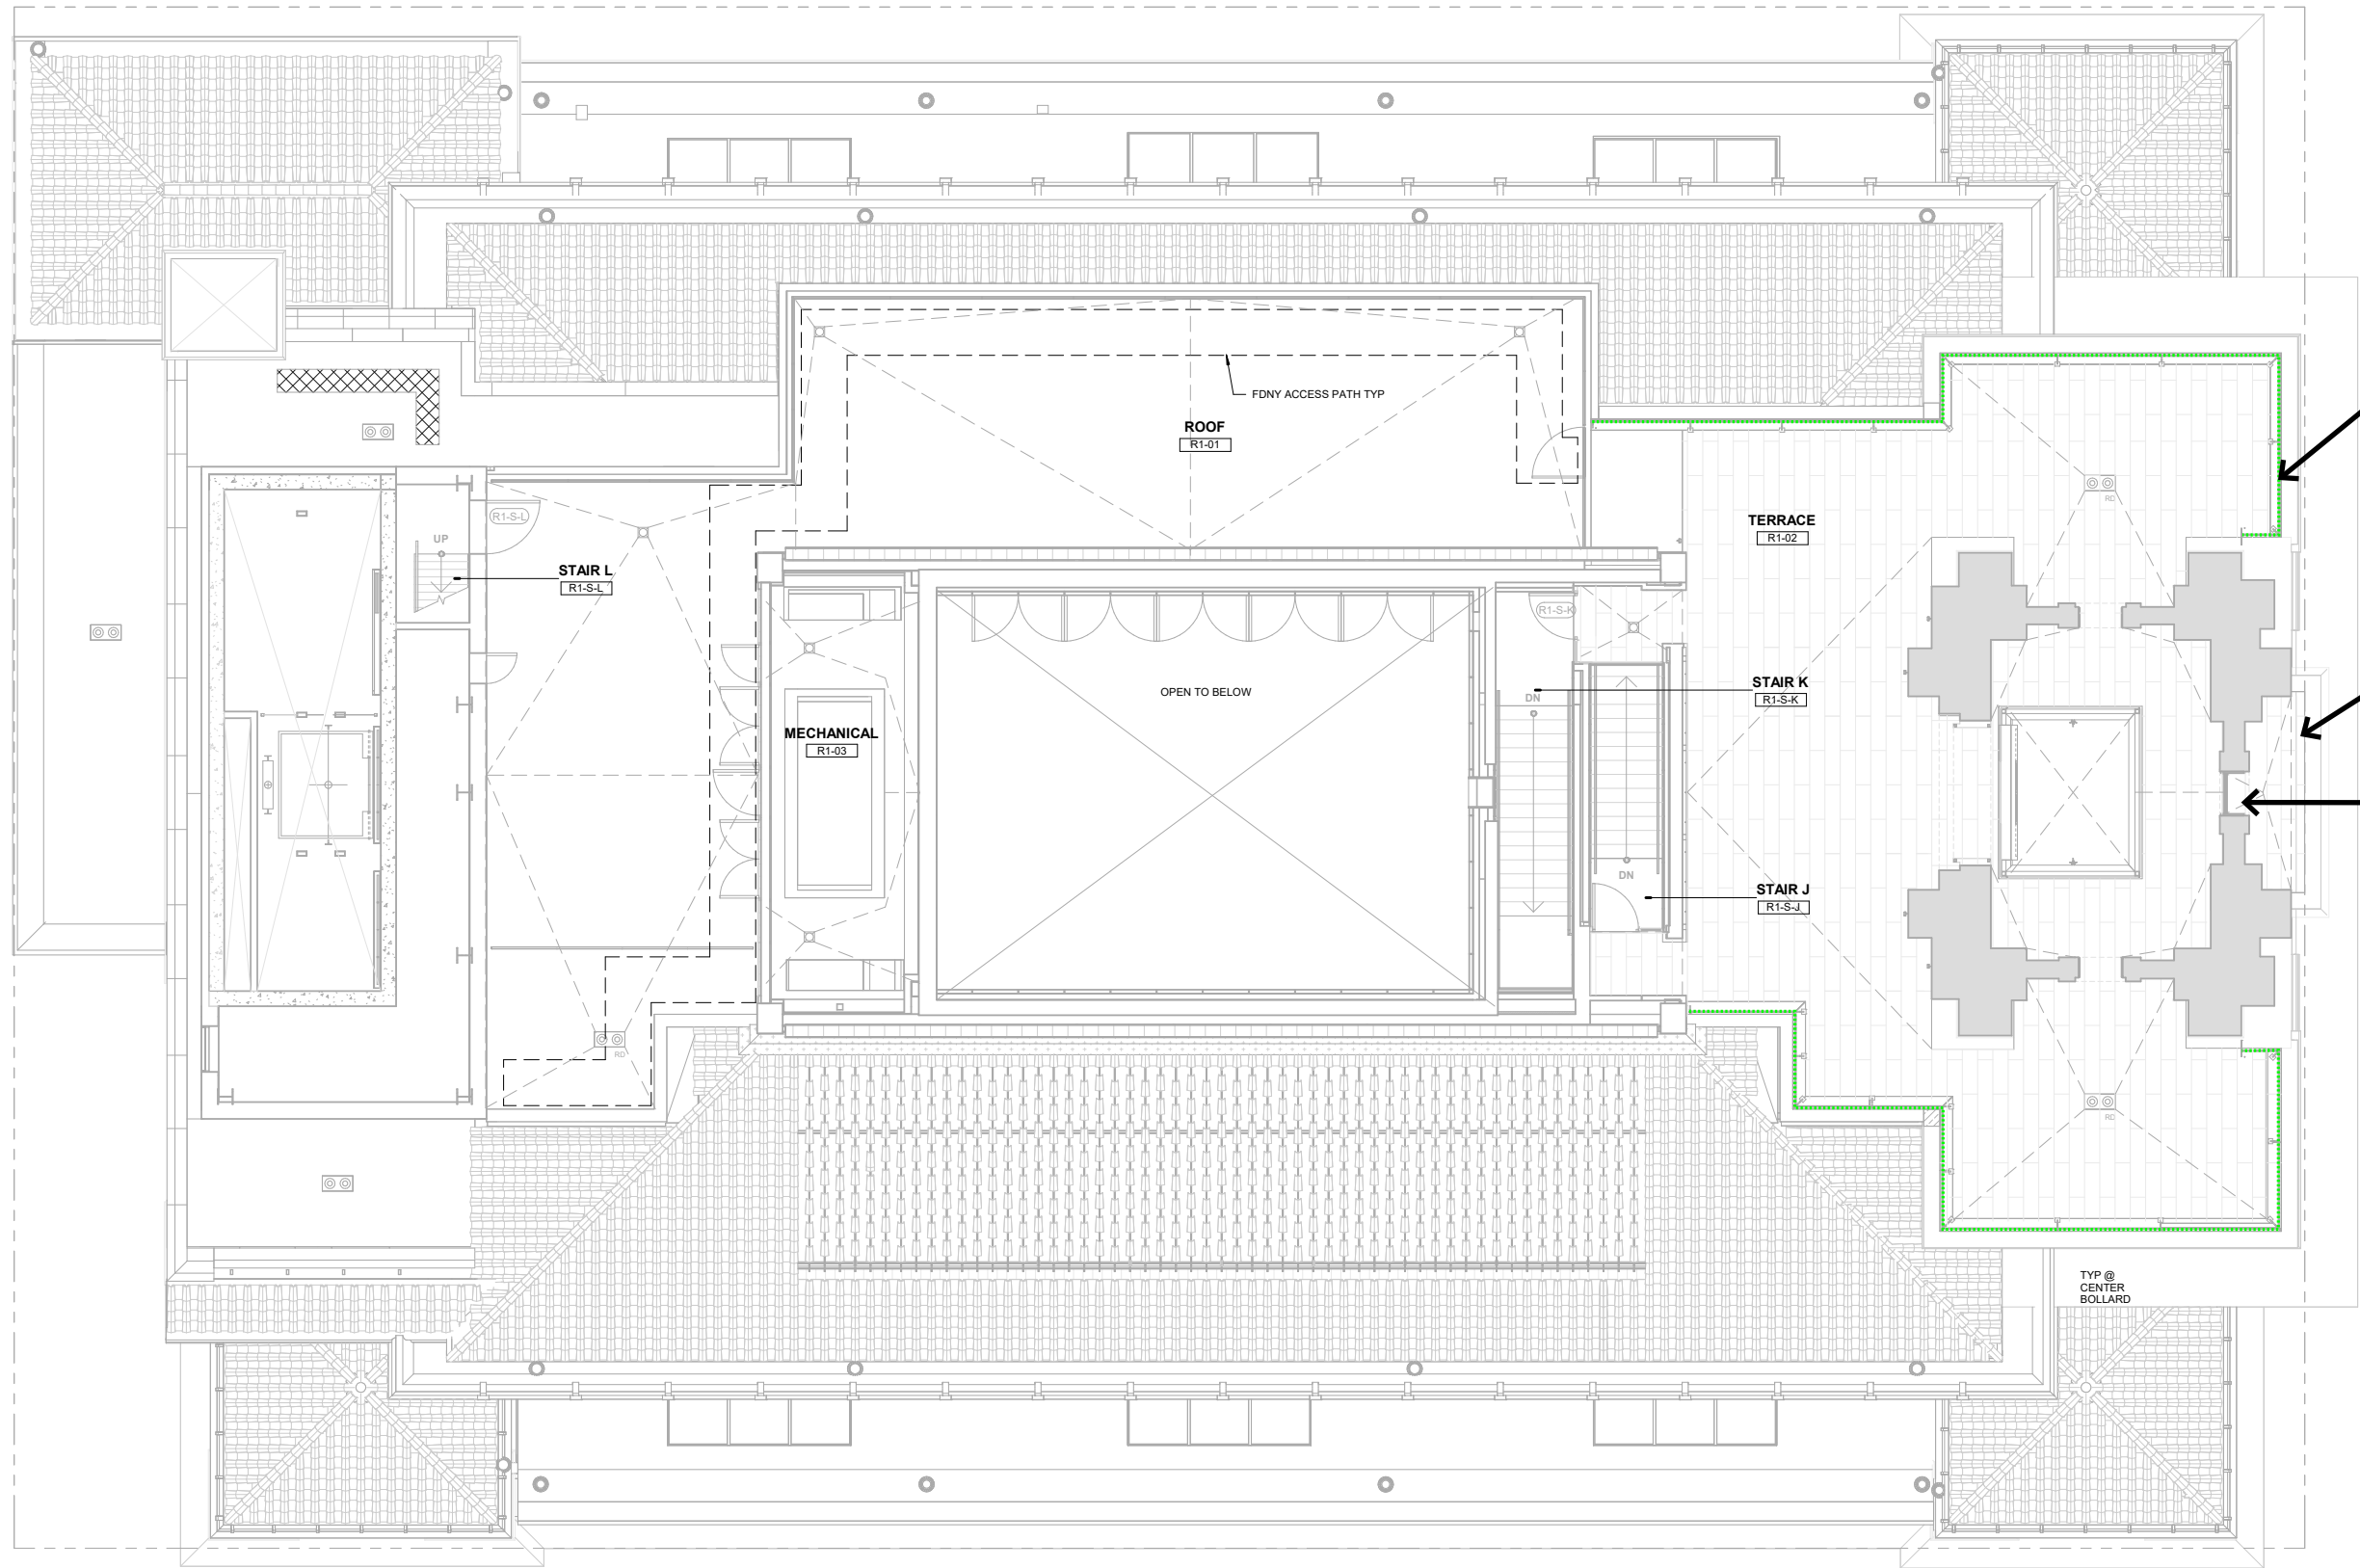 FDNY ACCESS PATH TYP
ROOF
R1-01
R1-S-L
UP
STAIR L
R1-S-L
TERRACE
R1-02
RD
R1-S-K
OPEN TO BELOW
STAIR K
R1-S-K
DN
MECHANICAL
R1-03
DN
STAIR J
R1-S-J
RD
RD
TYP @
CENTER
BOLLARD